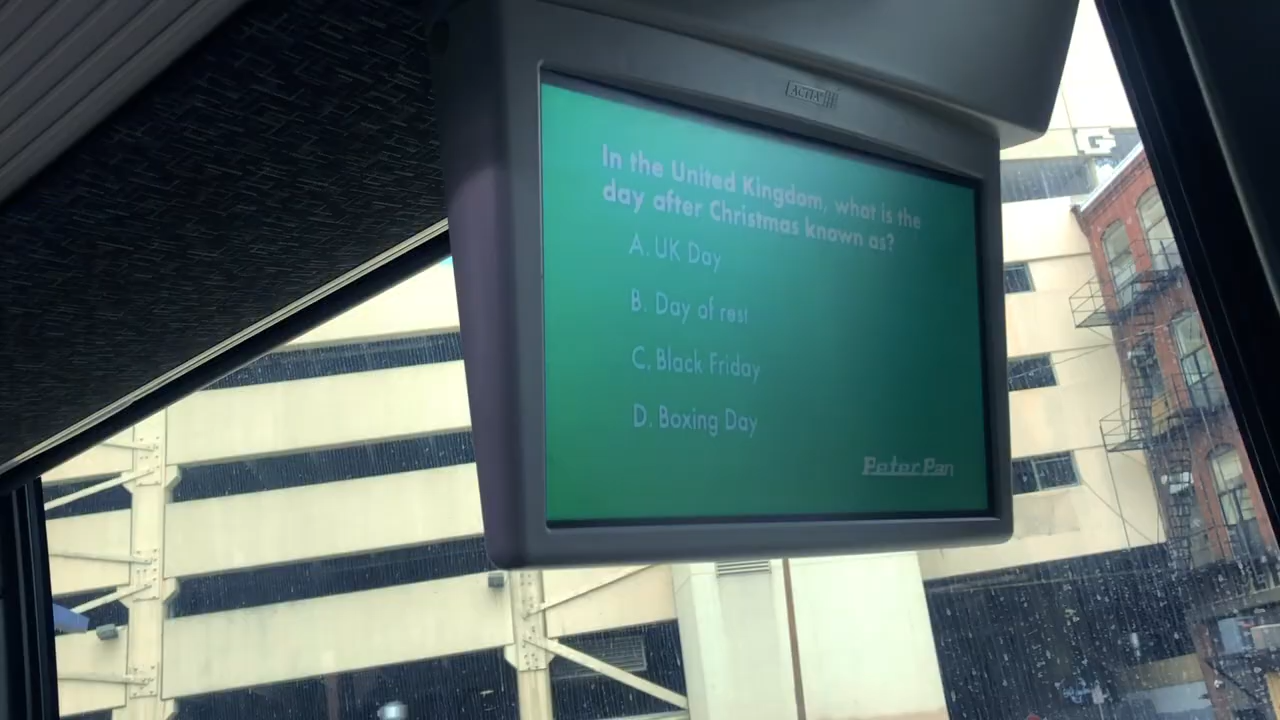 ACTIA
In the United Kingdom, what is the
day after Christmas known as?
A. UK Day
B. Day of rest
C. Black Friday
D. Boxing Day
Peter Pan
G